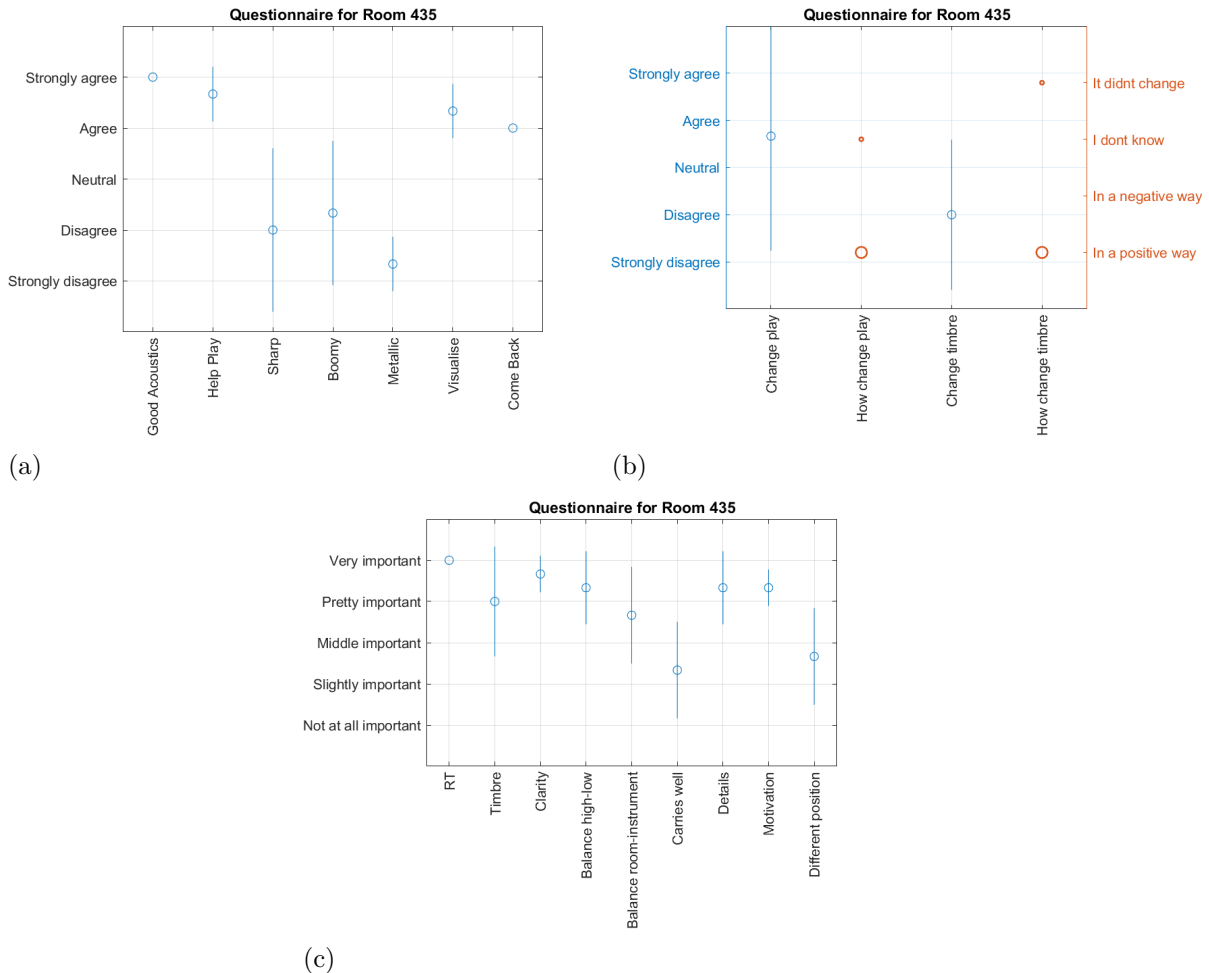 Questionnaire for Room 435
Strongly agree
Agree
Neutral
Disagree
Strongly disagree
Good Acoustics
Help Play
Sharp
Boomy
Metallic
Visualise
Come Back
(a)
Questionnaire for Room 435
Strongly agree
Agree
Neutral
Disagree
Strongly disagree
It didnt change
I dont know
In a negative way
In a positive way
Change play
How change play
Change timbre
How change timbre
(b)
Questionnaire for Room 435
Very important
Pretty important
Middle important
Slightly important
Not at all important
RT
Timbre
Clarity
Balance high-low
Balance room-instrument
Carries well
Details
Motivation
Different position
(c)